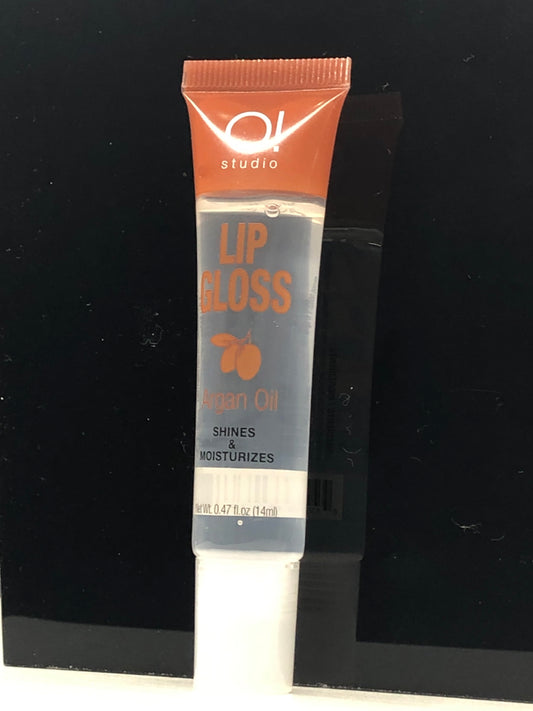 O!
studio
LIP
GLOSS
Argan Oil
SHINES
&
MOISTURIZES
Net Wt. 0.47 fl.oz (14ml)